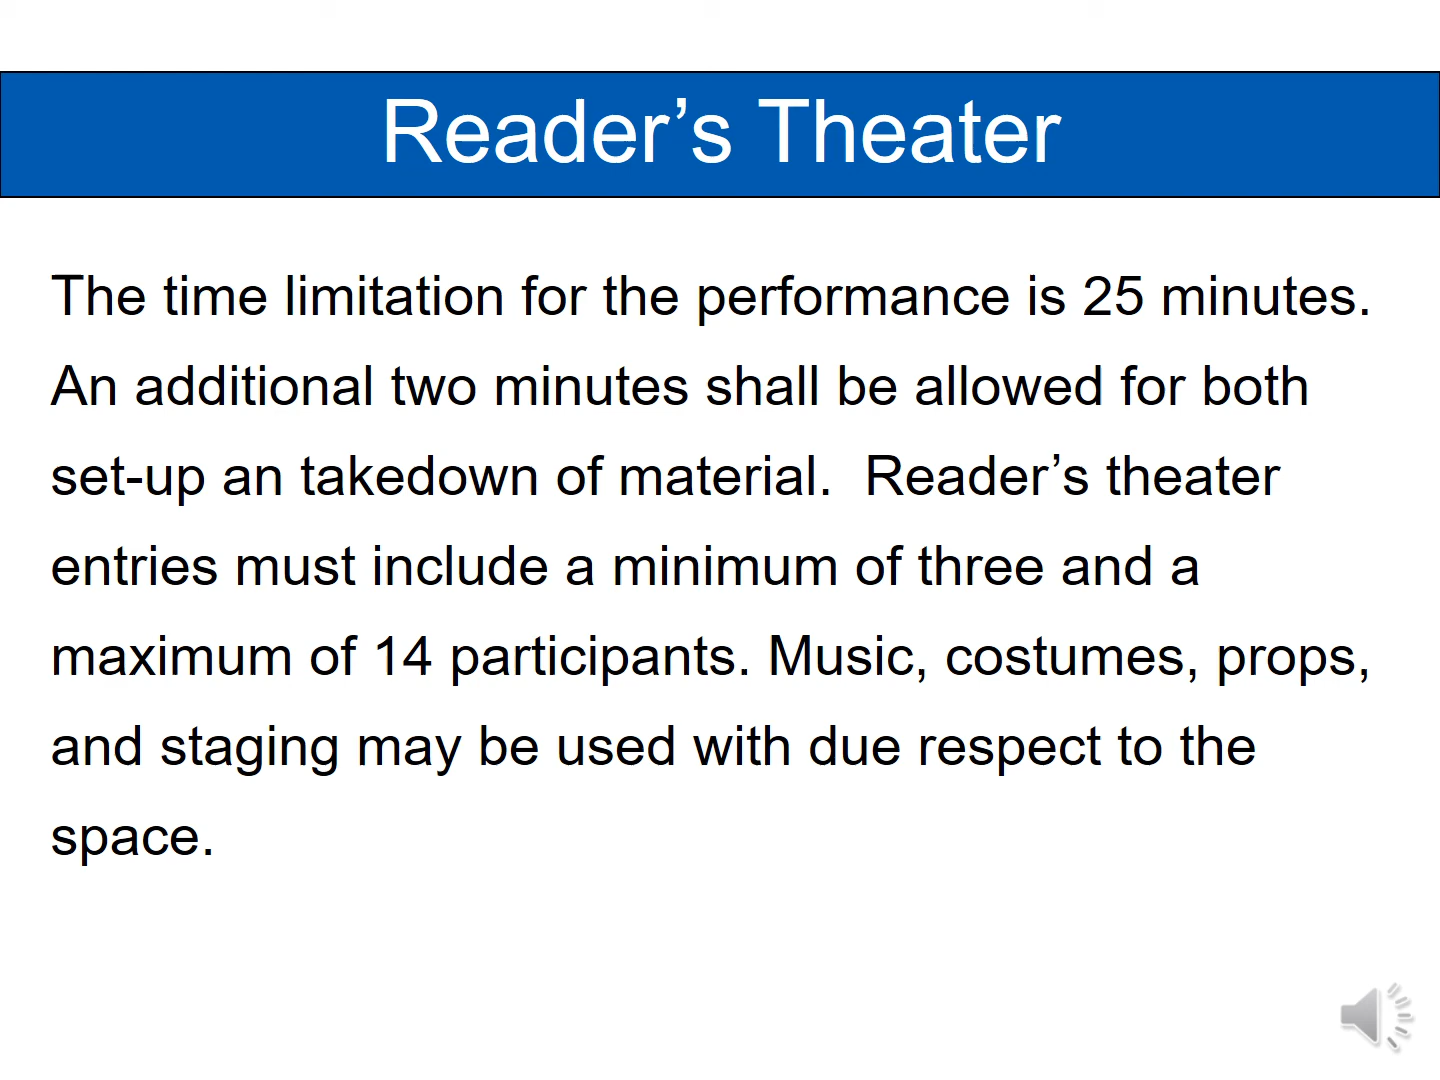 Reader’s Theater
The time limitation for the performance is 25 minutes.
An additional two minutes shall be allowed for both
set-up an takedown of material.  Reader’s theater
entries must include a minimum of three and a
maximum of 14 participants. Music, costumes, props,
and staging may be used with due respect to the
space.